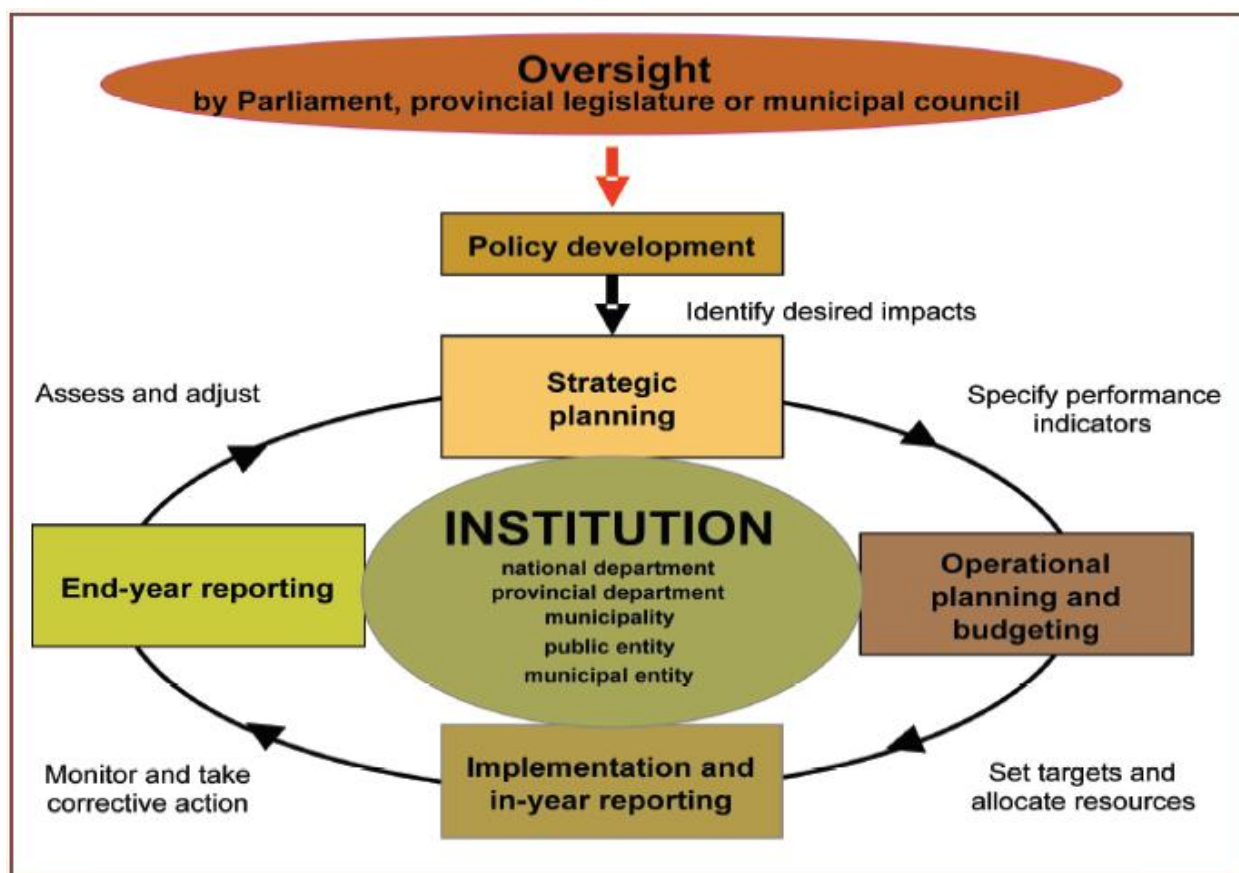 Oversight
by Parliament, provincial legislature or municipal council
Policy development
Identify desired impacts
Strategic
planning
Assess and adjust
Specify performance
indicators
INSTITUTION
national department
provincial department
municipality
public entity
municipal entity
End-year reporting
Operational
planning and
budgeting
Implementation and
in-year reporting
Monitor and take
corrective action
Set targets and
allocate resources